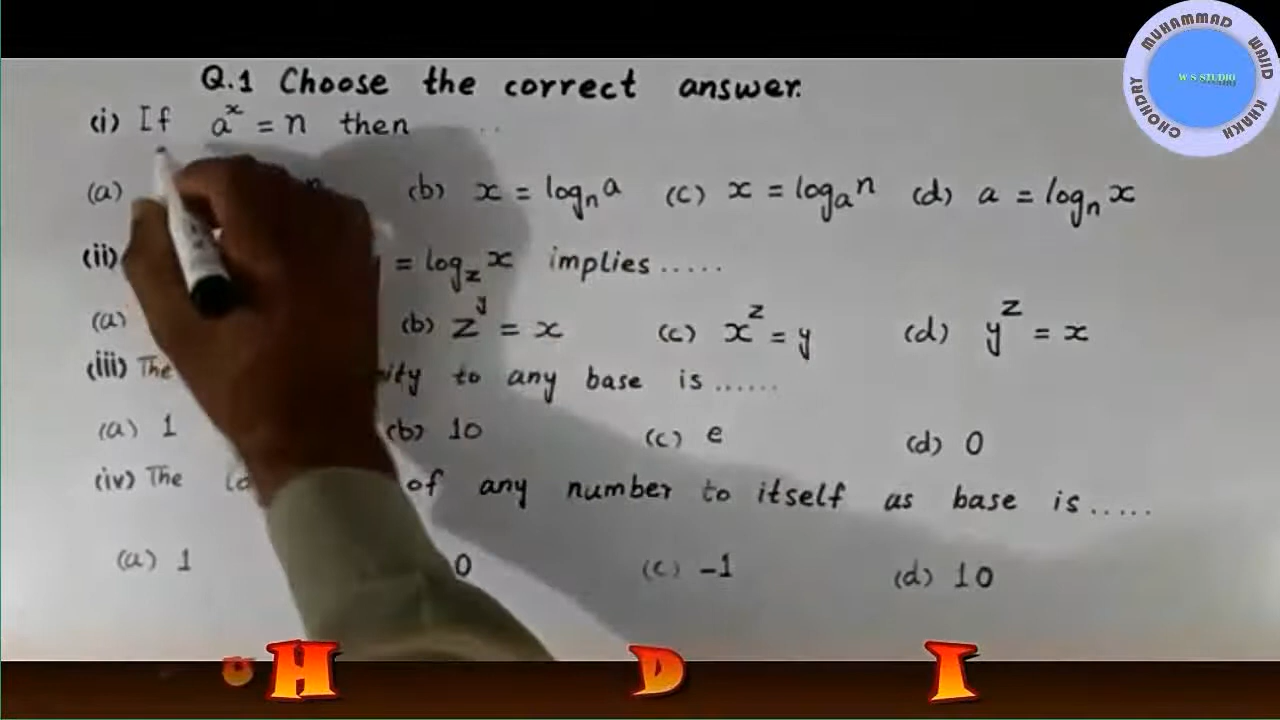 Q.1 Choose the correct answer.
(i) If a^x = n then ..
(a) (b) x = log_n a (c) x = log_a n (d) a = log_n x
(ii) = log_z x implies .....
(a) (b) z^y = x (c) x^z = y (d) y^z = x
(iii) The to any base is ......
(a) 1 (b) 10 (c) e (d) 0
(iv) The of any number to itself as base is .....
(a) 1 0 (c) -1 (d) 10
H D I
MUHAMMAD WAJID KHAKH CHOHDRY
W S STUDIO